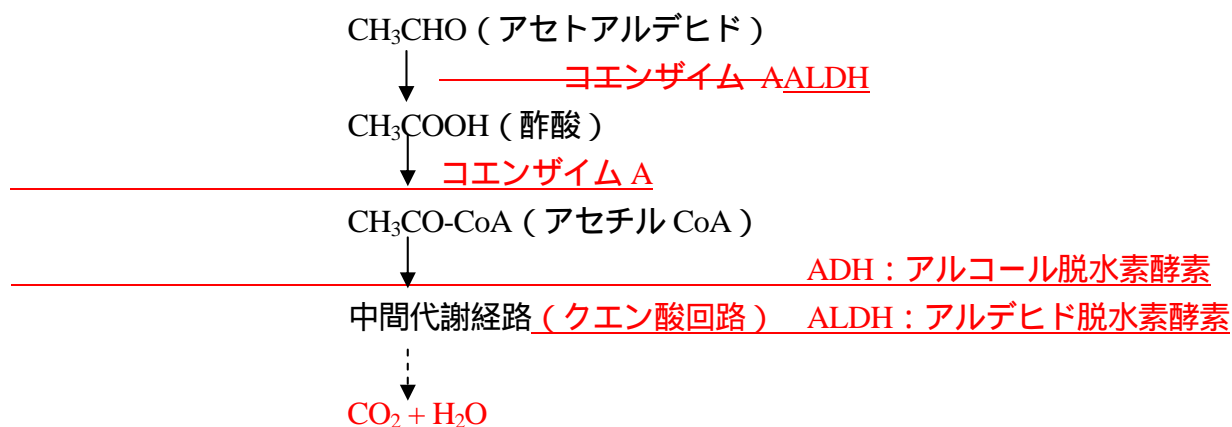 CH₃CHO（アセトアルデヒド）
コエンザイム AALDH
CH₃COOH（酢酸）
コエンザイム A
CH₃CO-CoA（アセチル CoA）
ADH：アルコール脱水素酵素
中間代謝経路（クエン酸回路） ALDH：アルデヒド脱水素酵素
CO₂ + H₂O